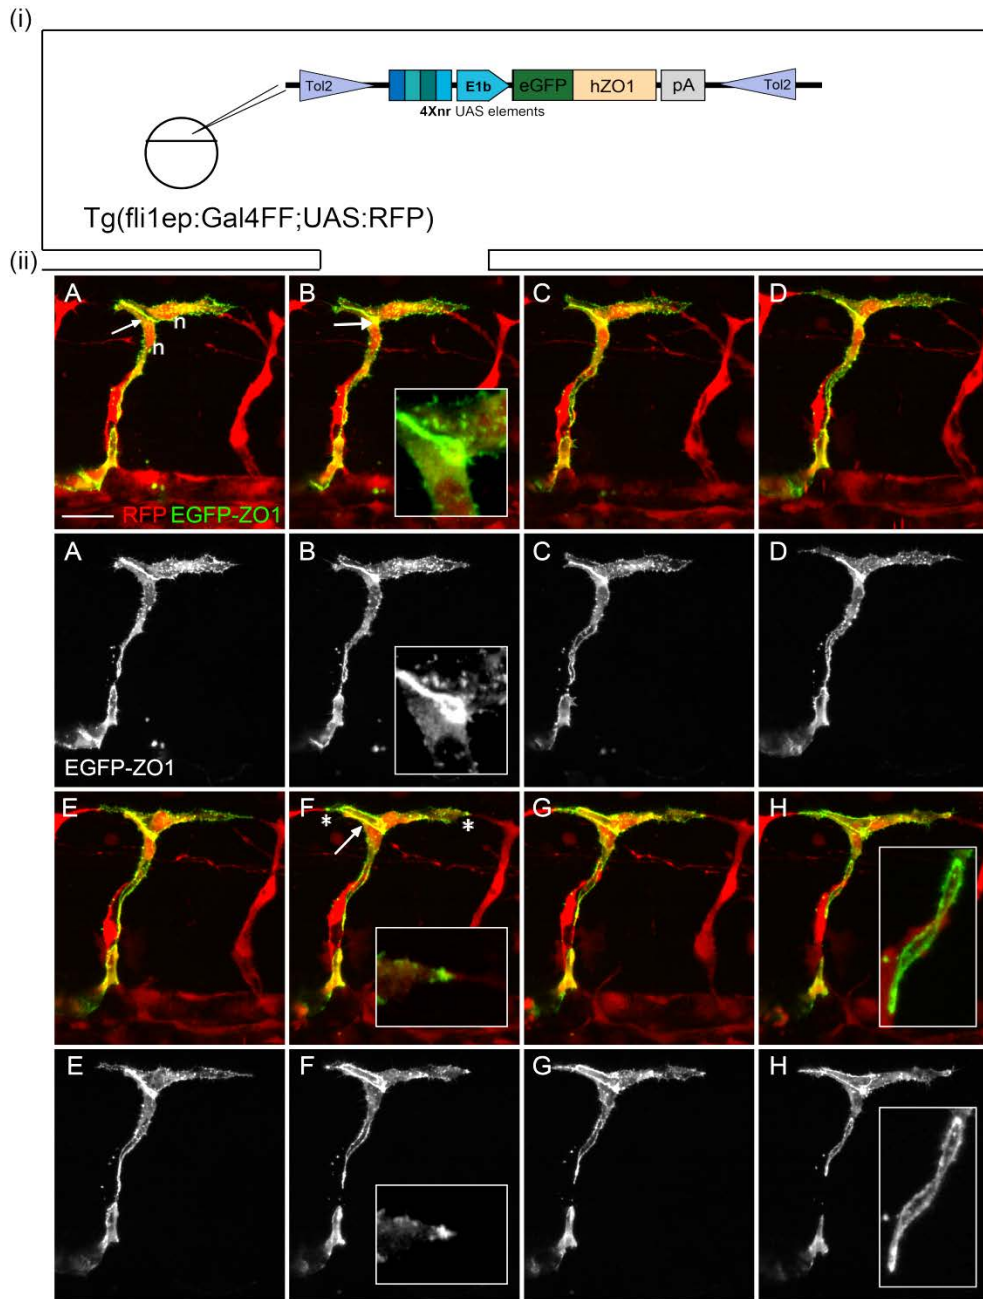 (i)
Tol2 E1b eGFP hZO1 pA Tol2
4Xnr UAS elements
Tg(fli1ep:Gal4FF;UAS:RFP)
(ii)
A B C D
n
n
RFP EGFP-ZO1
A B C D
EGFP-ZO1
E F G H
* *
E F G H